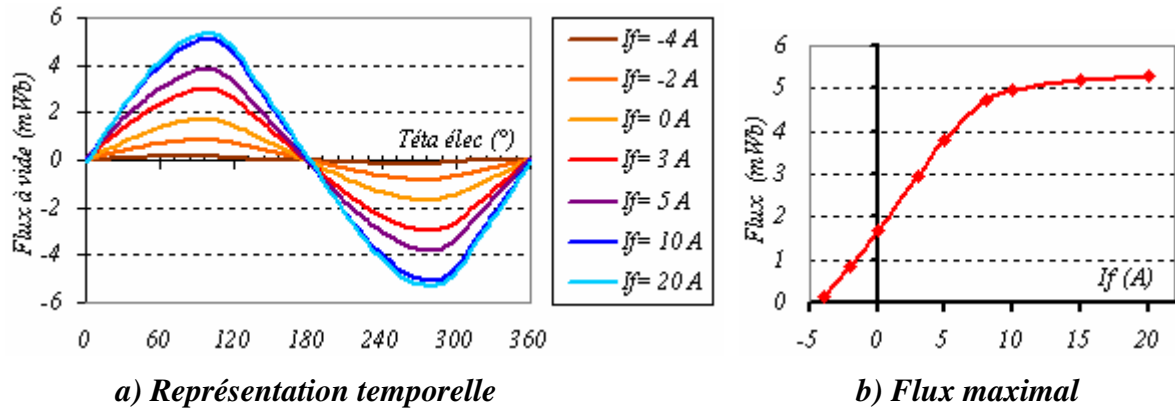 Flux à vide (mWb)
6
4
2
0
-2
-4
-6
Téta élec (°)
0 60 120 180 240 300 360
If= -4 A
If= -2 A
If= 0 A
If= 3 A
If= 5 A
If= 10 A
If= 20 A
a) Représentation temporelle
Flux (mWb)
6
5
4
3
2
1
0
If (A)
-5 0 5 10 15 20
b) Flux maximal